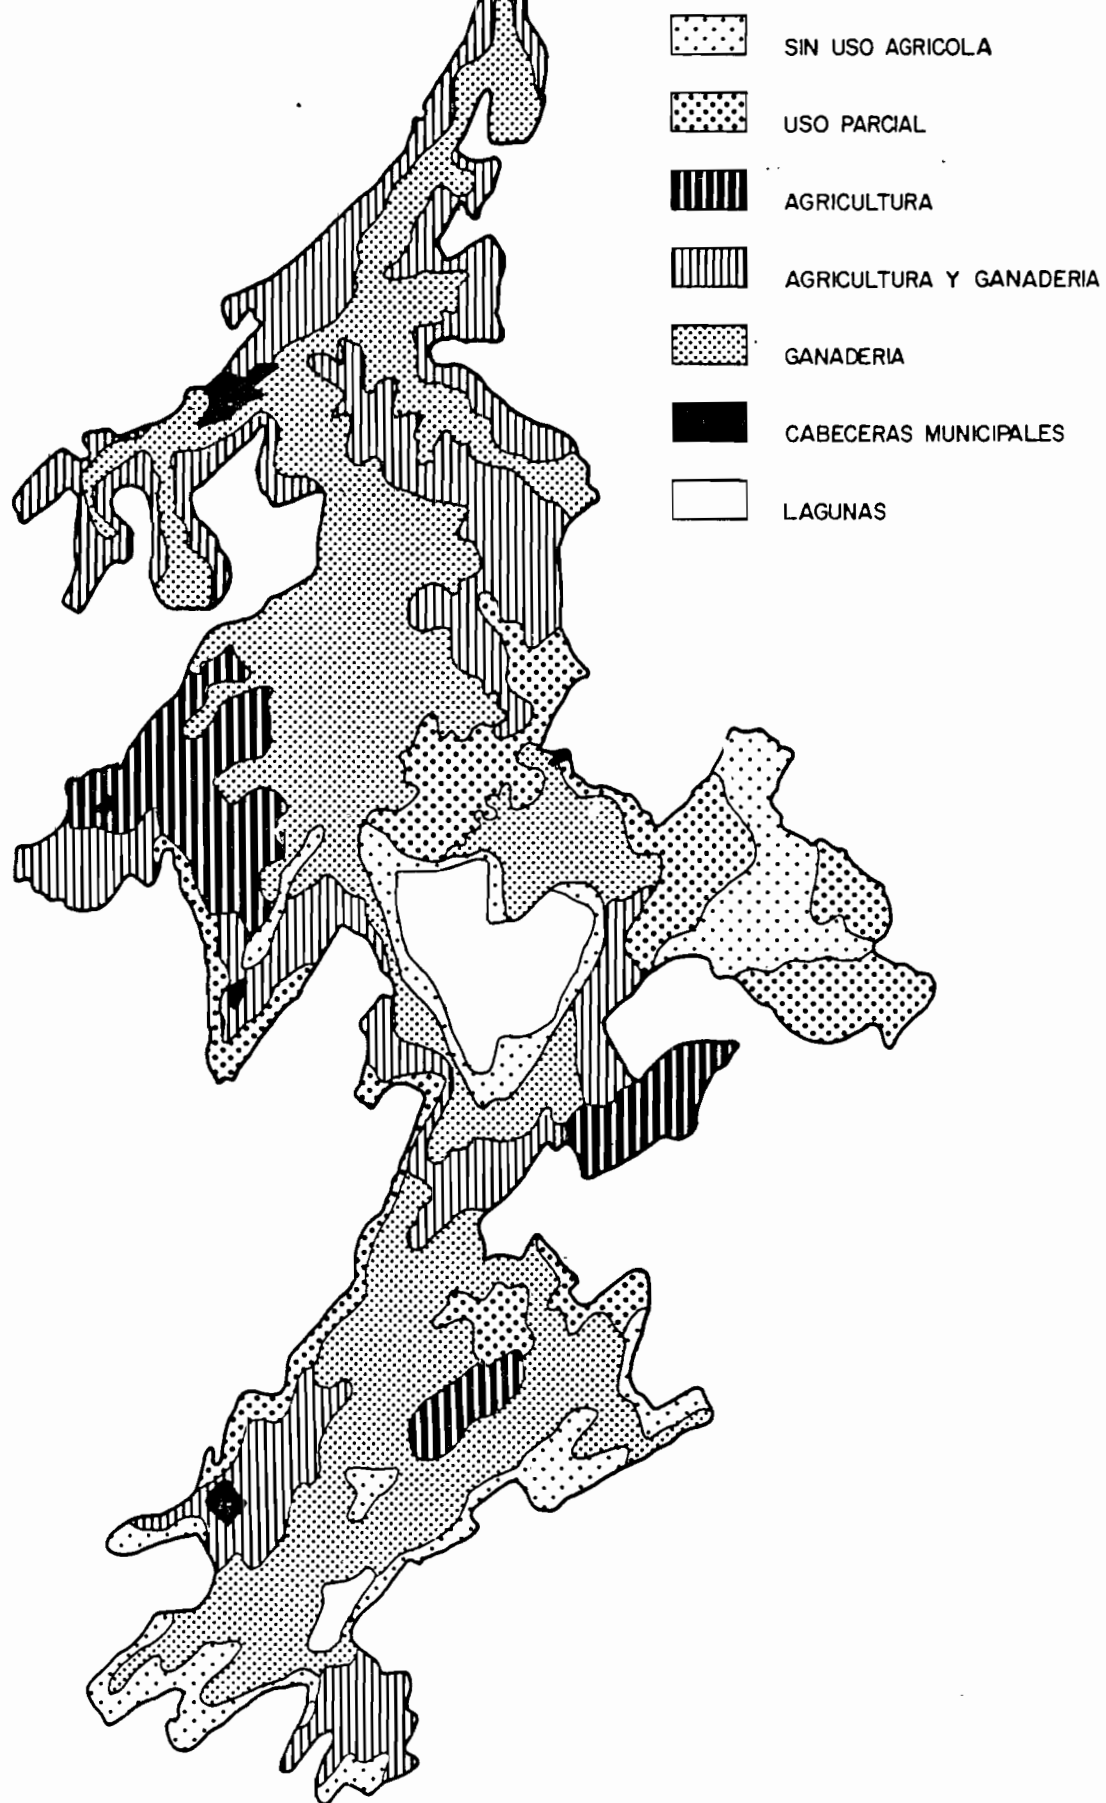 SIN USO AGRICOLA
USO PARCIAL
AGRICULTURA
AGRICULTURA Y GANADERIA
GANADERIA
CABECERAS MUNICIPALES
LAGUNAS